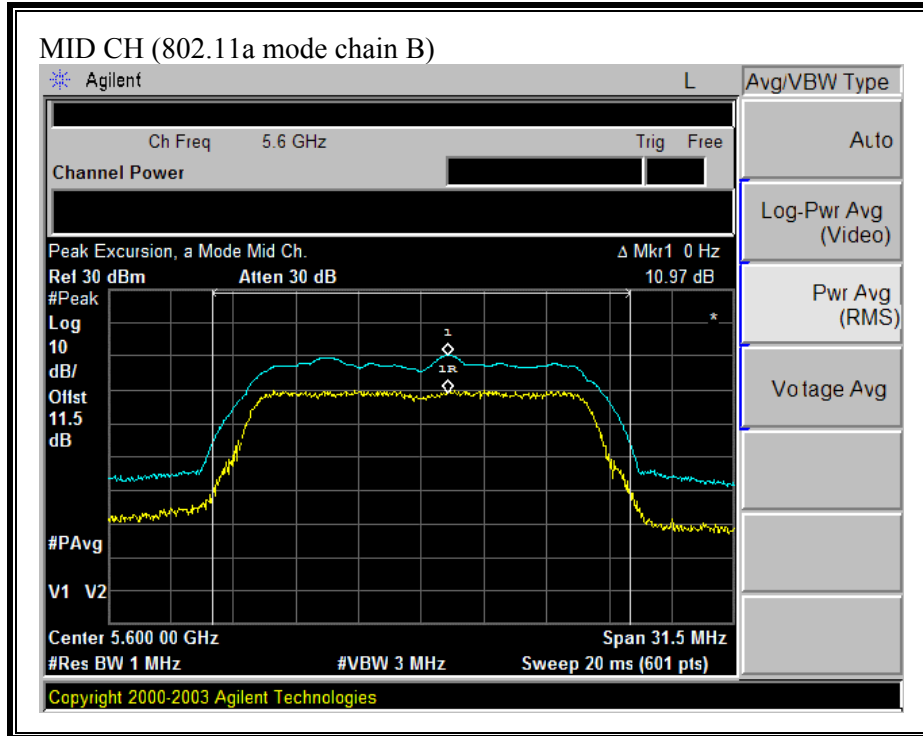 MID CH (802.11a mode chain B)
Agilent L
Avg/VBW Type
Ch Freq 5.6 GHz Trig Free
Channel Power
Auto
Log-Pwr Avg
(Video)
Pwr Avg
(RMS)
Vo tage Avg
Peak Excursion, a Mode Mid Ch. Δ Mkr1 0 Hz
Ref 30 dBm Atten 30 dB 10.97 dB
#Peak
Log
10
dB/
Offst
11.5
dB
1
1R
*
#PAvg
V1 V2
Center 5.600 00 GHz Span 31.5 MHz
#Res BW 1 MHz #VBW 3 MHz Sweep 20 ms (601 pts)
Copyright 2000-2003 Agilent Technologies